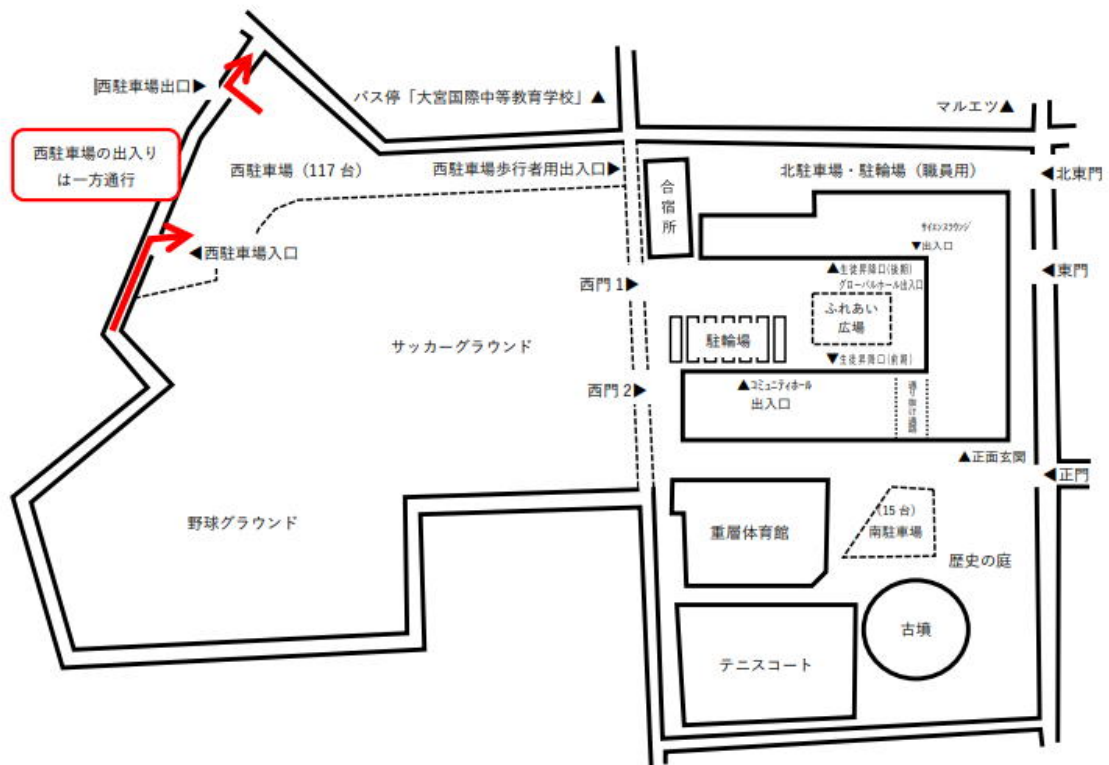 西駐車場出口▶
バス停「大宮国際中等教育学校」▲
マルエツ▲
西駐車場の出入り
は一方通行
西駐車場（117 台）
西駐車場歩行者用出入口▶
合宿所
北駐車場・駐輪場（職員用）
◀北東門
サイエンスラウンジ
▼出入口
◀西駐車場入口
西門 1▶
▲生徒昇降口(後期)
グローバルホール出入口
◀東門
ふれあい
広場
サッカーグラウンド
駐輪場
▼生徒昇降口(前期)
西門 2▶
▲コミュニティホール
出入口
通り抜け通路
▲正面玄関
◀正門
野球グラウンド
重層体育館
（15 台）
南駐車場
歴史の庭
古墳
テニスコート